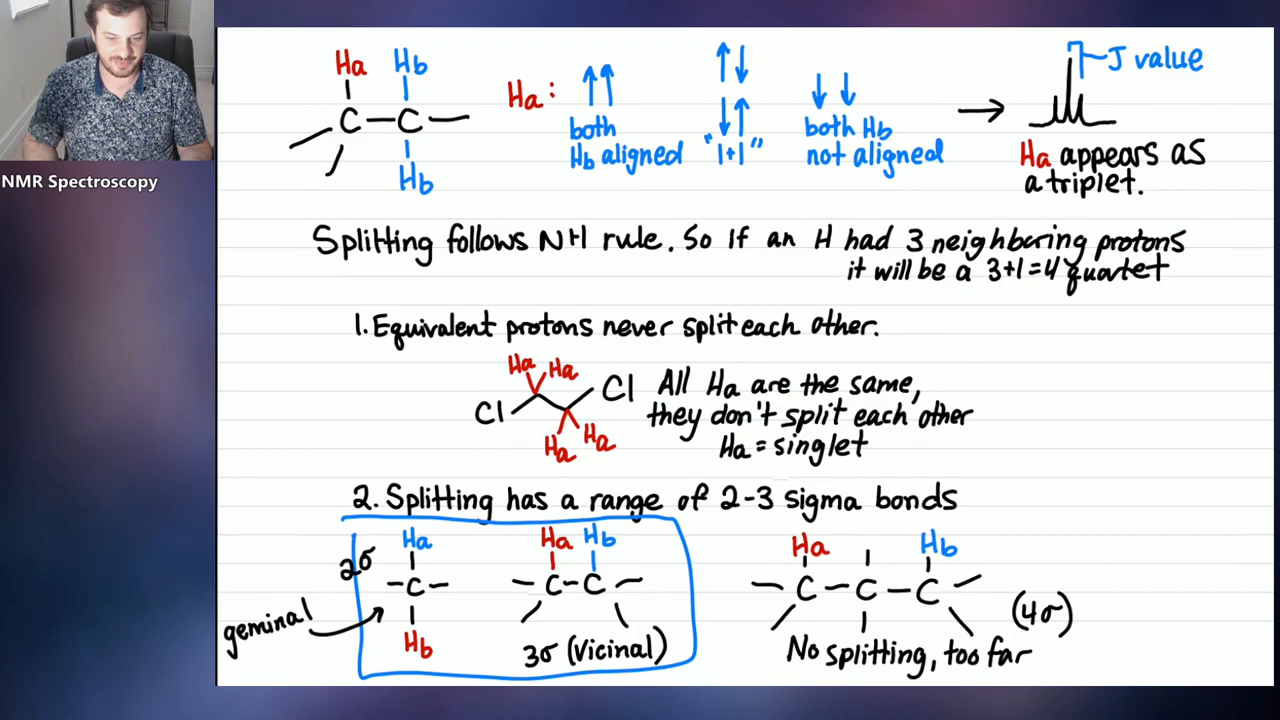 Ha Hb
C C
Hb
Ha:
both
Hb aligned
"1+1"
both Hb
not aligned
J value
Ha appears as
a triplet.
NMR Spectroscopy
Splitting follows N+1 rule. So if an H had 3 neighboring protons
it will be a 3+1=4 quartet
1. Equivalent protons never split each other.
Ha Ha
Cl Cl
Ha Ha
All Ha are the same,
they don't split each other
Ha = singlet
2. Splitting has a range of 2-3 sigma bonds
2σ
Ha
C
Hb
geminal
Ha Hb
C C
3σ (Vicinal)
Ha Hb
C C C
(4σ)
No splitting, too far